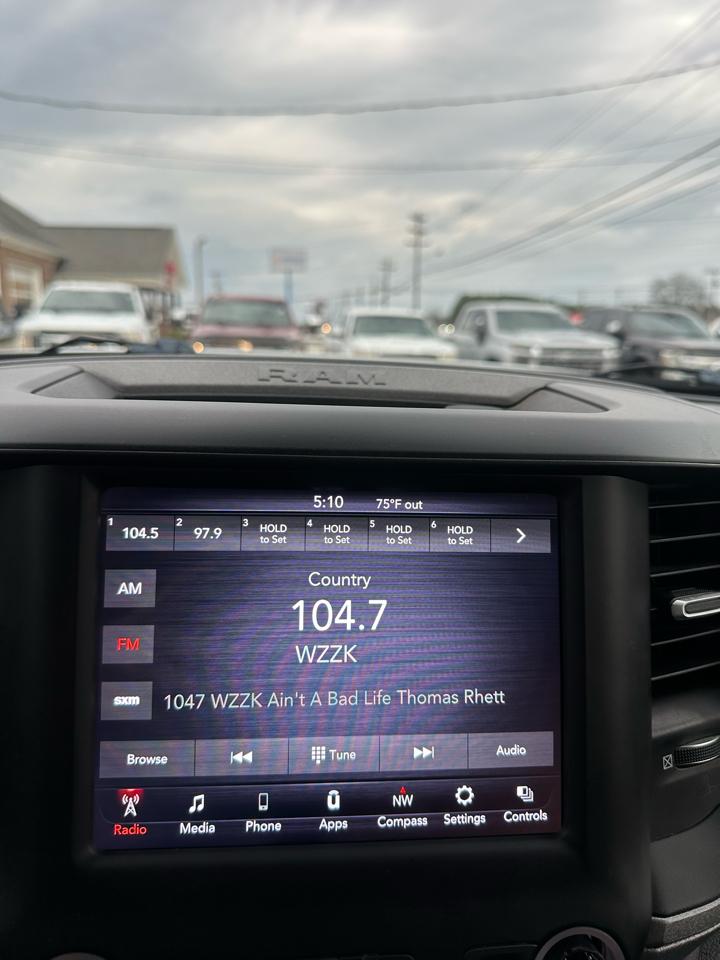 RAM
5:10 75°F out
1 104.5 2 97.9 3 HOLD to Set 4 HOLD to Set 5 HOLD to Set 6 HOLD to Set
AM
Country
104.7
FM
WZZK
sxm 1047 WZZK Ain't A Bad Life Thomas Rhett
Browse Tune Audio
Radio Media Phone Apps NW Compass Settings Controls